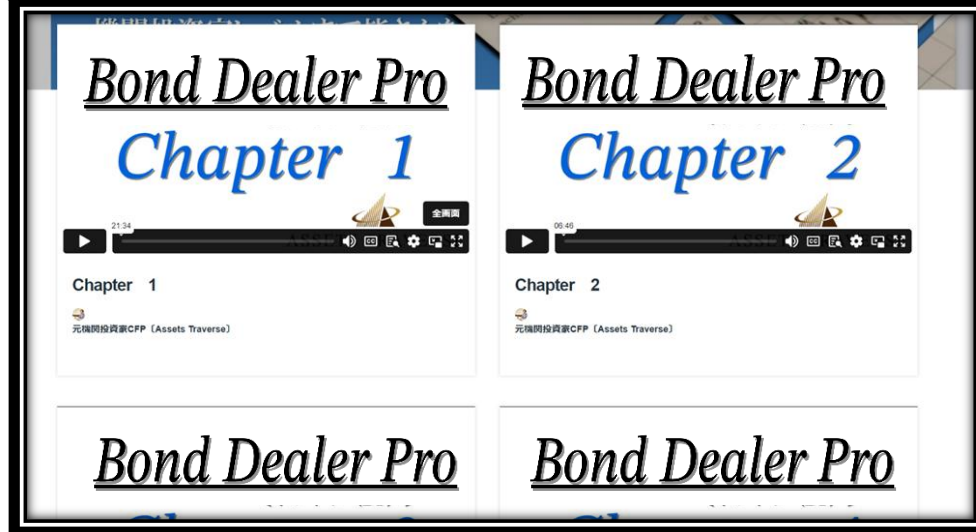 Bond Dealer Pro
Chapter 1
全画面
21:34
Chapter 1
元機関投資家CFP〔Assets Traverse〕
Bond Dealer Pro
Chapter 2
06:46
Chapter 2
元機関投資家CFP〔Assets Traverse〕
Bond Dealer Pro
Bond Dealer Pro